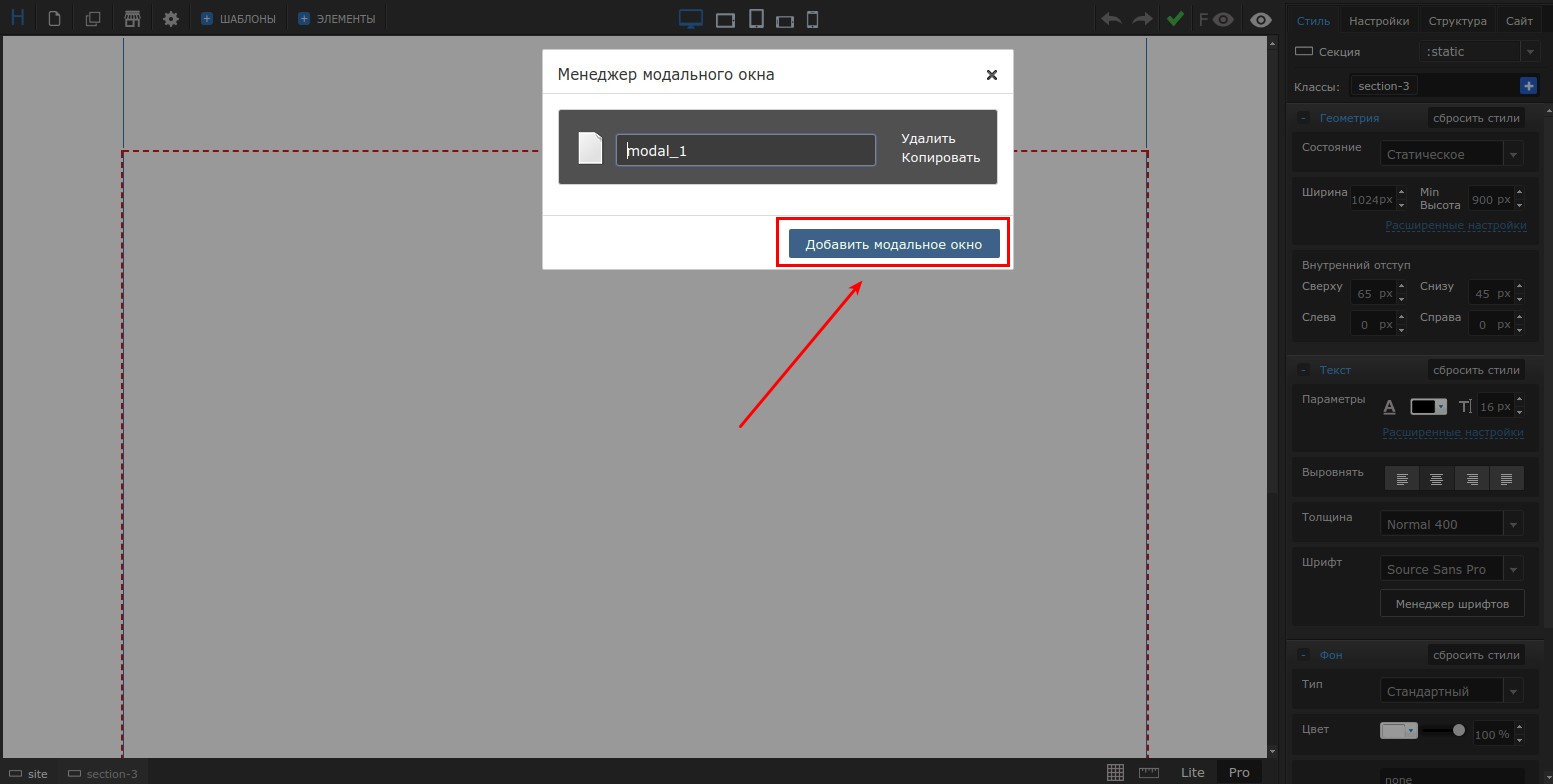 H
ШАБЛОНЫ
ЭЛЕМЕНТЫ
F
Стиль
Настройки
Структура
Сайт
Менеджер модального окна
modal_1
Удалить
Копировать
Добавить модальное окно
Секция
:static
Классы:
section-3
Геометрия
сбросить стили
Состояние
Статическое
Ширина
1024px
Min
Высота
900 px
Расширенные настройки
Внутренний отступ
Сверху
65 px
Снизу
45 px
Слева
0 px
Справа
0 px
Текст
сбросить стили
Параметры
A
T
16 px
Расширенные настройки
Выровнять
Толщина
Normal 400
Шрифт
Source Sans Pro
Менеджер шрифтов
Фон
сбросить стили
Тип
Стандартный
Цвет
100 %
none
site
section-3
Lite
Pro